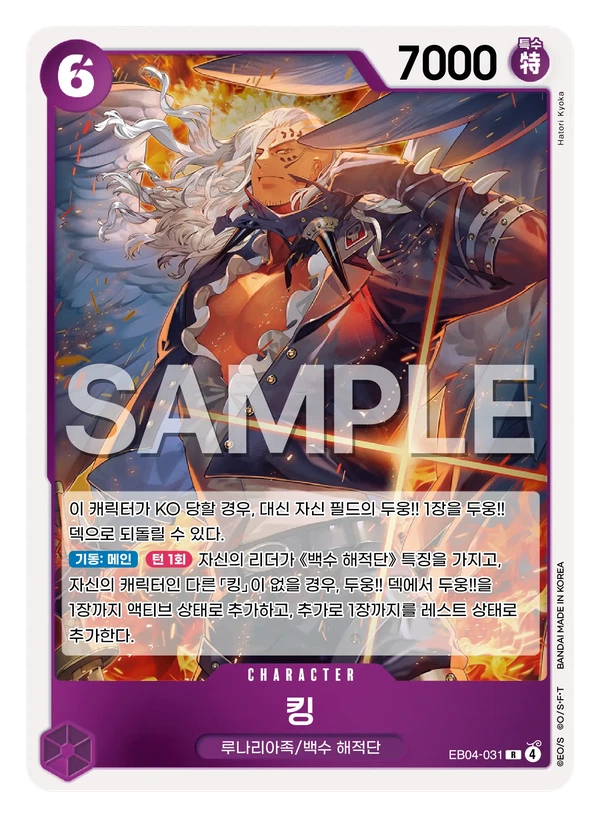 6
7000
특수
特
Hatori Kyoka
SAMPLE
이 캐릭터가 KO 당할 경우, 대신 자신 필드의 두웅!! 1장을 두웅!!
덱으로 되돌릴 수 있다.
기동: 메인 턴 1회 자신의 리더가 《백수 해적단》 특징을 가지고,
자신의 캐릭터인 다른 「킹」이 없을 경우, 두웅!! 덱에서 두웅!!을
1장까지 액티브 상태로 추가하고, 추가로 1장까지를 레스트 상태로
추가한다.
CHARACTER
킹
루나리아족/백수 해적단
EB04-031 R 4
©EO/S ©O/S·F·T BANDAI MADE IN KOREA